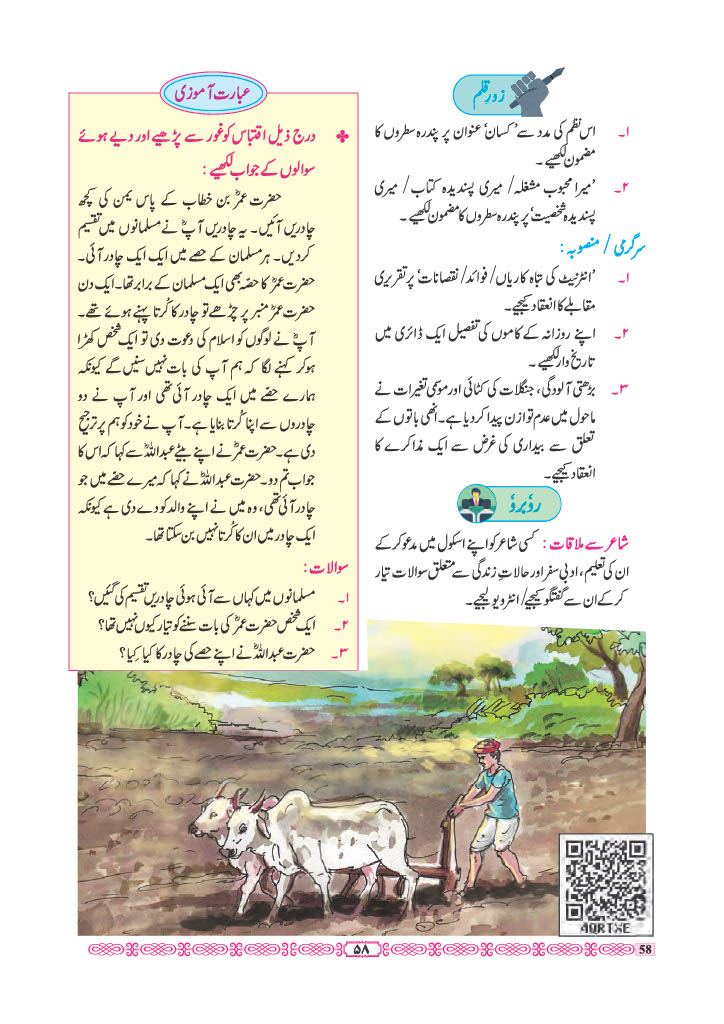 زورِ قلم
۱۔ اس نظم کی مدد سے ’کسان‘ عنوان پر پندرہ سطروں کا
مضمون لکھیے۔
۲۔ ’میرا محبوب مشغلہ/ میری پسندیدہ کتاب/ میری
پسندیدہ شخصیت‘ پر پندرہ سطروں کا مضمون لکھیے۔
سرگرمی / منصوبہ :
۱۔ ’انٹرنیٹ کی تباہ کاریاں/ فوائد/ نقصانات‘ پر تقریری
مقابلے کا انعقاد کیجیے۔
۲۔ اپنے روزانہ کے کاموں کی تفصیل ایک ڈائری میں
تاریخ وار لکھیے۔
۳۔ بڑھتی آلودگی، جنگلات کی کٹائی اور موسمی تغیرات نے
ماحول میں عدم توازن پیدا کردیا ہے۔ انھی باتوں کے
تعلق سے بیداری کی غرض سے ایک مذاکرے کا
انعقاد کیجیے۔
رُوبرُو
شاعر سے ملاقات : کسی شاعر کو اپنے اسکول میں مدعو کرکے
ان کی تعلیم، ادبی سفر اور حالاتِ زندگی سے متعلق سوالات تیار
کرکے ان سے گفتگو کیجیے/ انٹرویو لیجیے۔
عبارت آموزی
❖ درج ذیل اقتباس کو غور سے پڑھیے اور دیے ہوئے
سوالوں کے جواب لکھیے :
حضرت عمرؓ بن خطاب کے پاس یمن کی کچھ
چادریں آئیں۔ یہ چادریں آپؓ نے مسلمانوں میں تقسیم
کردیں۔ ہر مسلمان کے حصے میں ایک ایک چادر آئی۔
حضرت عمرؓ کا حصّہ بھی ایک مسلمان کے برابر تھا۔ ایک دن
حضرت عمرؓ منبر پر چڑھے تو چادر کا کُرتا پہنے ہوئے تھے۔
آپؓ نے لوگوں کو اسلام کی دعوت دی تو ایک شخص کھڑا
ہوکر کہنے لگا کہ ہم آپ کی بات نہیں سنیں گے کیونکہ
ہمارے حصے میں ایک چادر آئی تھی اور آپ نے دو
چادروں سے اپنا کُرتا بنایا ہے۔ آپ نے خود کو ہم پر ترجیح
دی ہے۔ حضرت عمرؓ نے اپنے بیٹے عبداللہؓ سے کہا کہ اس کا
جواب تم دو۔ حضرت عبداللہؓ نے کہا کہ میرے حصے میں جو
چادر آئی تھی، وہ میں نے اپنے والد کو دے دی ہے کیونکہ
ایک چادر میں ان کا کُرتا نہیں بن سکتا تھا۔
سوالات :
۱۔ مسلمانوں میں کہاں سے آئی ہوئی چادریں تقسیم کی گئیں؟
۲۔ ایک شخص حضرت عمرؓ کی بات سننے کو تیار کیوں نہیں تھا؟
۳۔ حضرت عبداللہؓ نے اپنے حصے کی چادر کا کیا کِیا؟
4QRTXE
۵۸
58